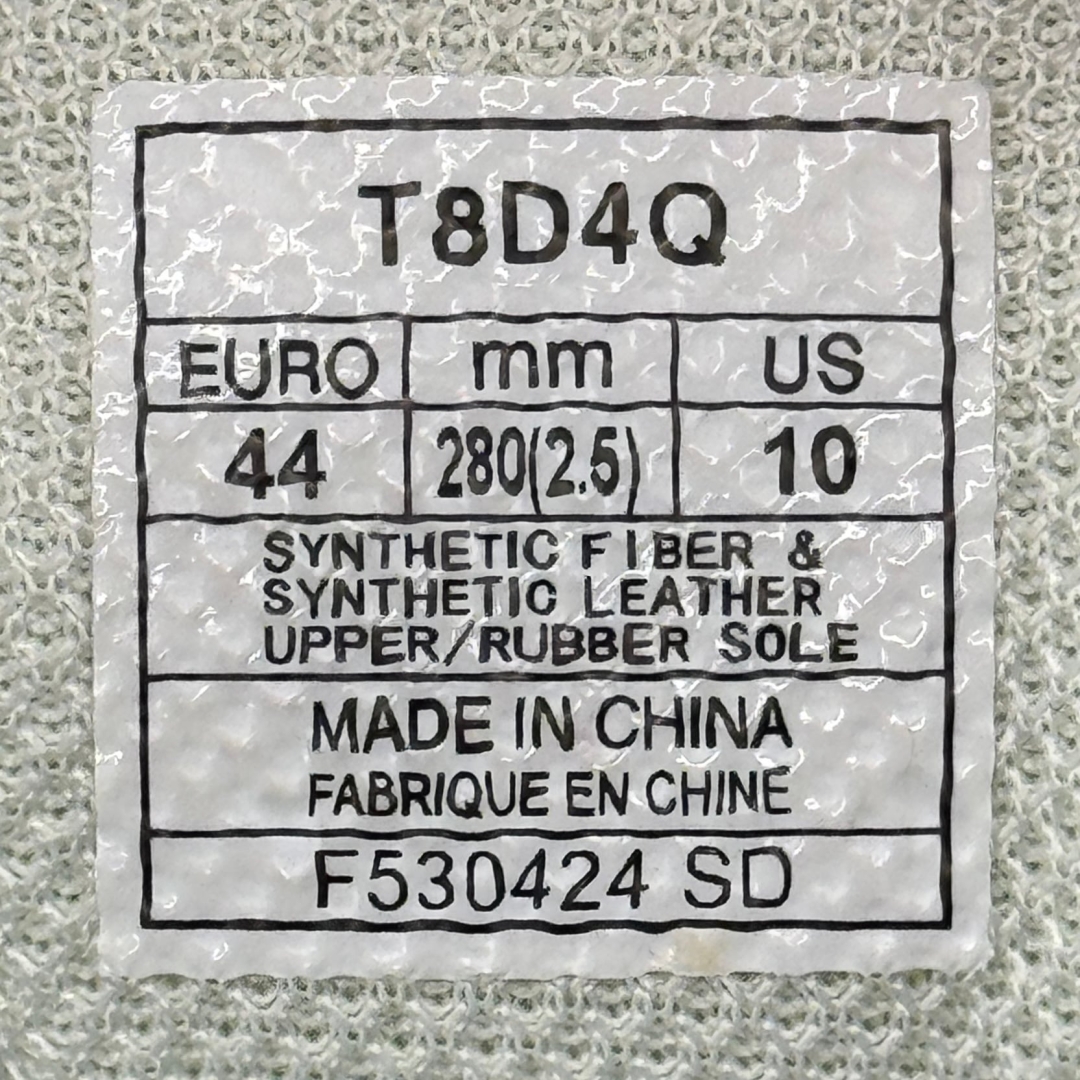 T8D4Q
EURO mm US
44 280(2.5) 10
SYNTHETIC FIBER &
SYNTHETIC LEATHER
UPPER/RUBBER SOLE
MADE IN CHINA
FABRIQUE EN CHINE
F530424 SD